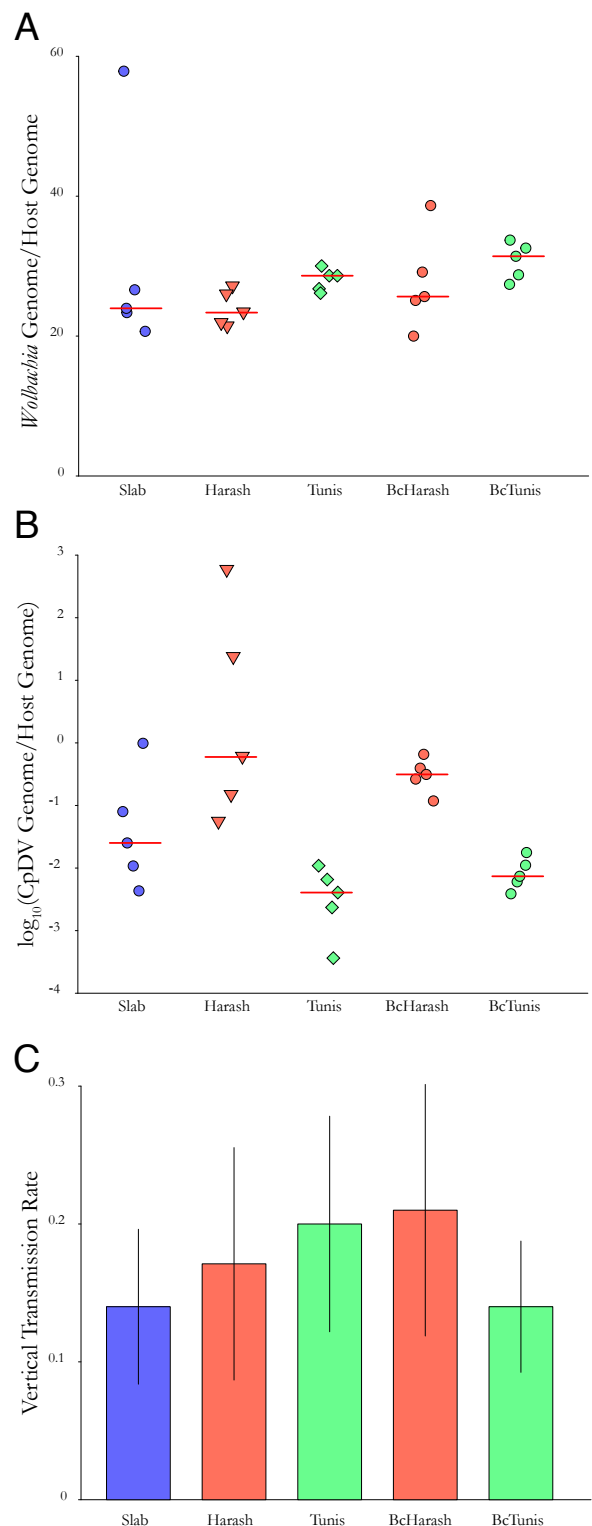 A
Wolbachia Genome/Host Genome
60
40
20
0
Slab Harash Tunis BcHarash BcTunis
B
log10(CpDV Genome/Host Genome)
3
2
1
0
-1
-2
-3
-4
Slab Harash Tunis BcHarash BcTunis
C
Vertical Transmission Rate
0.3
0.2
0.1
0
Slab Harash Tunis BcHarash BcTunis